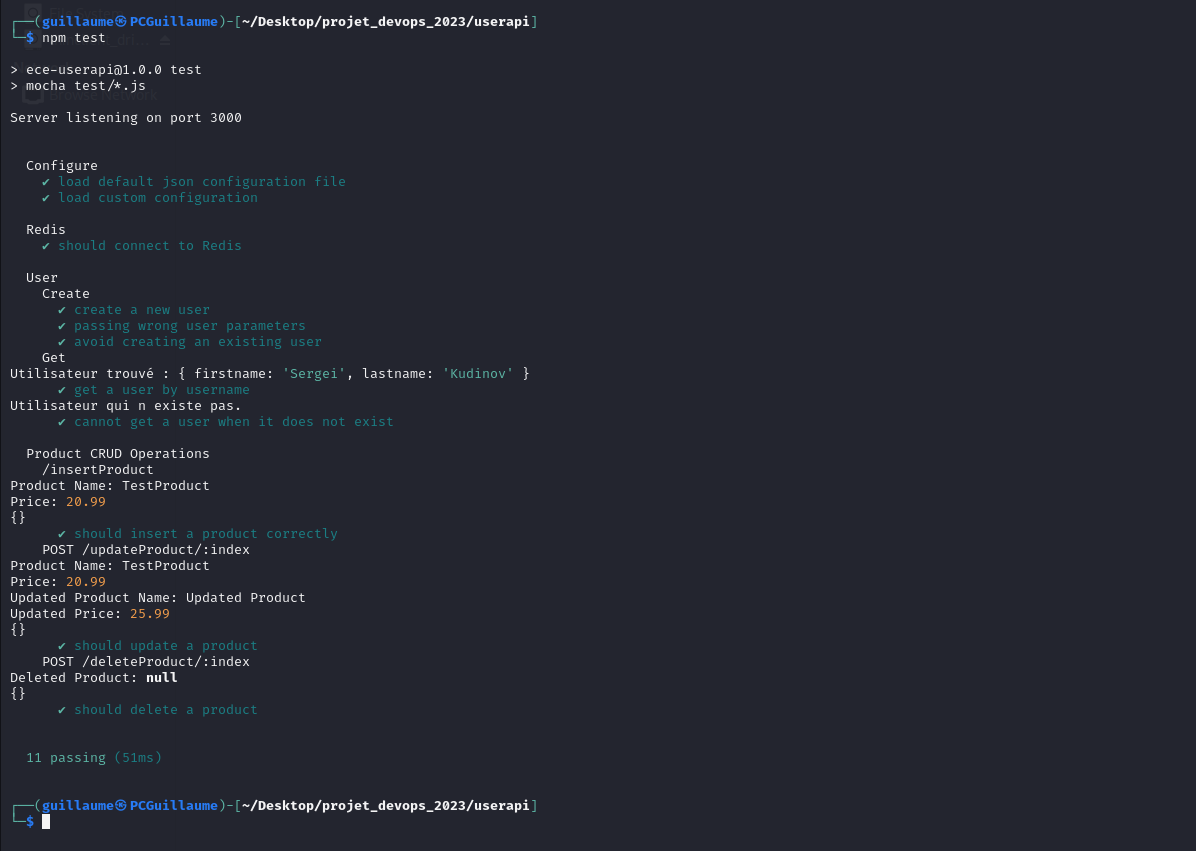 ┌──(guillaume㉿PCGuillaume)-[~/Desktop/projet_devops_2023/userapi]
└─$ npm test

> ece-userapi@1.0.0 test
> mocha test/*.js

Server listening on port 3000

  Configure
    ✔ load default json configuration file
    ✔ load custom configuration

  Redis
    ✔ should connect to Redis

  User
    Create
      ✔ create a new user
      ✔ passing wrong user parameters
      ✔ avoid creating an existing user
    Get
Utilisateur trouvé : { firstname: 'Sergei', lastname: 'Kudinov' }
      ✔ get a user by username
Utilisateur qui n existe pas.
      ✔ cannot get a user when it does not exist

  Product CRUD Operations
    /insertProduct
Product Name: TestProduct
Price: 20.99
{}
      ✔ should insert a product correctly
    POST /updateProduct/:index
Product Name: TestProduct
Price: 20.99
Updated Product Name: Updated Product
Updated Price: 25.99
{}
      ✔ should update a product
    POST /deleteProduct/:index
Deleted Product: null
{}
      ✔ should delete a product

  11 passing (51ms)

┌──(guillaume㉿PCGuillaume)-[~/Desktop/projet_devops_2023/userapi]
└─$